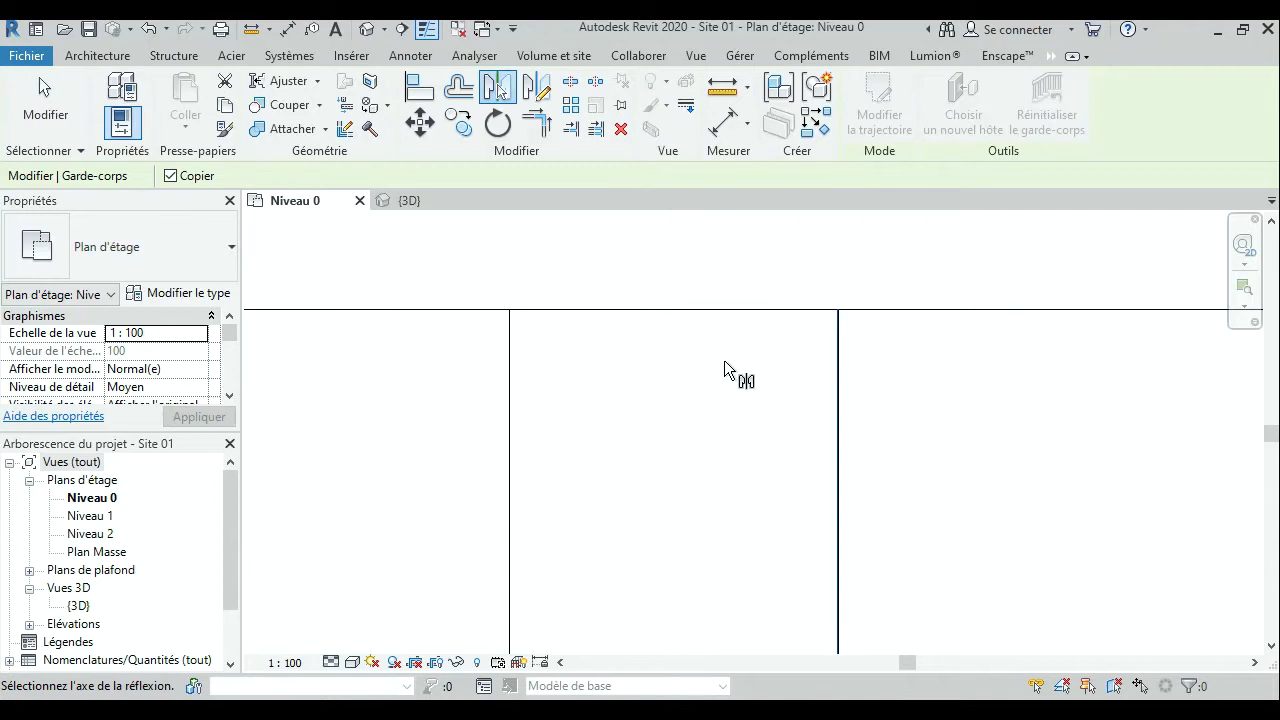 Autodesk Revit 2020 - Site 01 - Plan d'étage: Niveau 0
Se connecter
Fichier
Architecture
Structure
Acier
Systèmes
Insérer
Annoter
Analyser
Volume et site
Collaborer
Vue
Gérer
Compléments
BIM
Lumion®
Enscape™
Modifier
Coller
Ajuster
Couper
Attacher
Modifier
la trajectoire
Choisir
un nouvel hôte
Réinitialiser
le garde-corps
Sélectionner
Propriétés
Presse-papiers
Géométrie
Modifier
Vue
Mesurer
Créer
Mode
Outils
Modifier | Garde-corps
Copier
Propriétés
Niveau 0
{3D}
Plan d'étage
Plan d'étage: Nive
Modifier le type
Graphismes
Echelle de la vue
1 : 100
Valeur de l'éche...
100
Afficher le mod...
Normal(e)
Niveau de détail
Moyen
Aide des propriétés
Appliquer
Arborescence du projet - Site 01
Vues (tout)
Plans d'étage
Niveau 0
Niveau 1
Niveau 2
Plan Masse
Plans de plafond
Vues 3D
{3D}
Elévations
Légendes
Nomenclatures/Quantités (tout)
1 : 100
Sélectionnez l'axe de la réflexion.
:0
Modèle de base
:0
2D